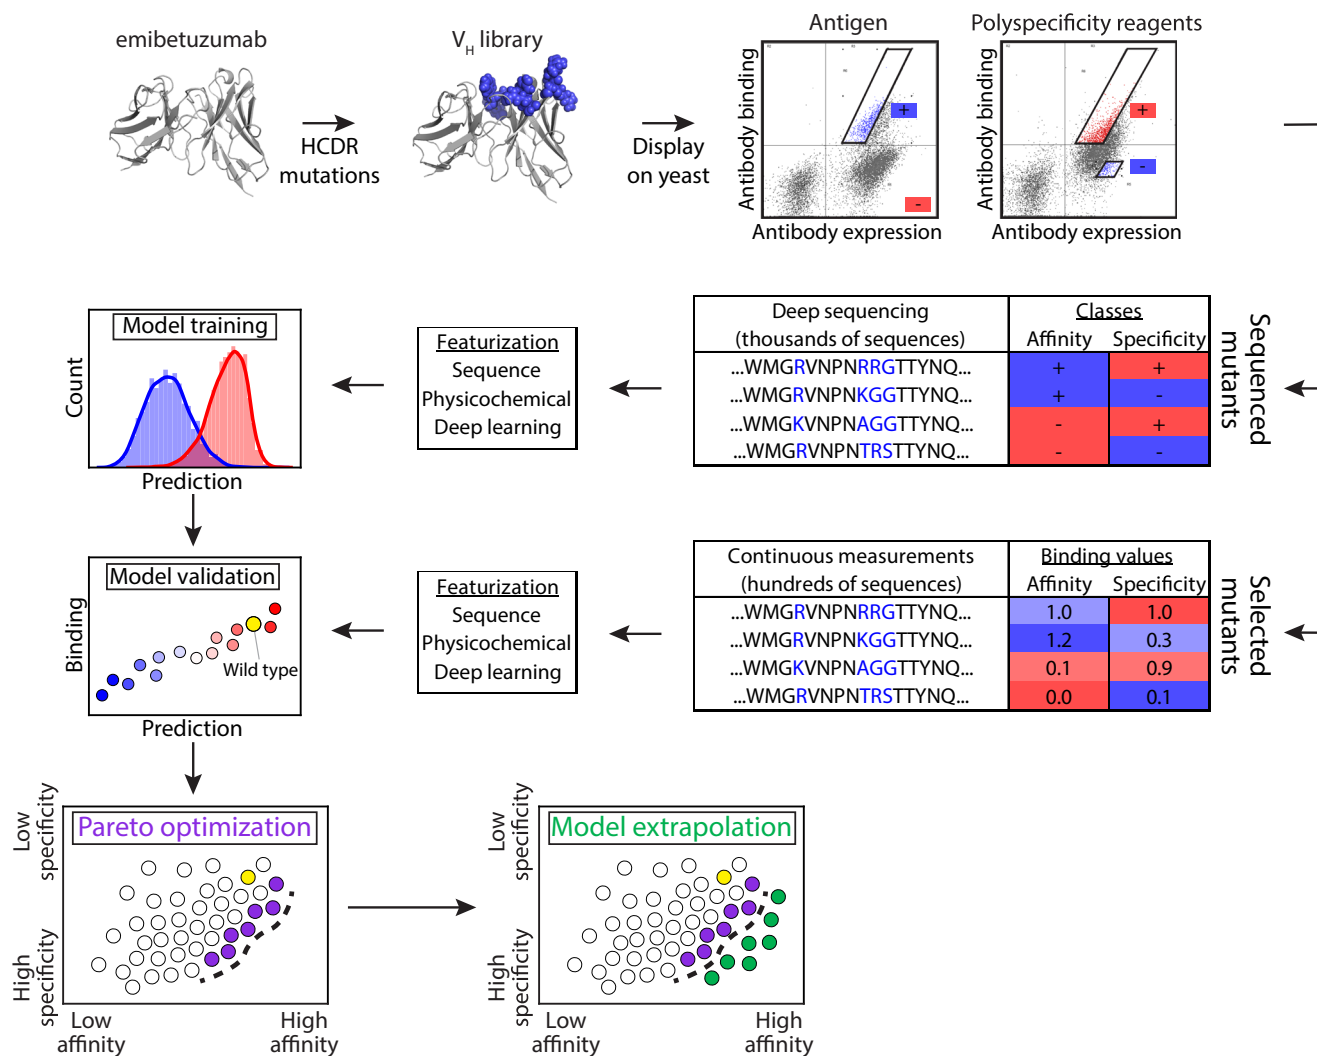 emibetuzumab
HCDR
mutations
VH library
Display
on yeast
Antigen
Antibody binding
+
-
Antibody expression
Polyspecificity reagents
Antibody binding
+
-
Antibody expression
Sequenced
mutants
Deep sequencing
(thousands of sequences)
Classes
Affinity Specificity
...WMGRVNPNRRGTTYNQ... + +
...WMGRVNPNKGGTTYNQ... + -
...WMGKVNPNAGGTTYNQ... - +
...WMGRVNPNTRSTTYNQ... - -
Featurization
Sequence
Physicochemical
Deep learning
Model training
Count
Prediction
Selected
mutants
Continuous measurements
(hundreds of sequences)
Binding values
Affinity Specificity
...WMGRVNPNRRGTTYNQ... 1.0 1.0
...WMGRVNPNKGGTTYNQ... 1.2 0.3
...WMGKVNPNAGGTTYNQ... 0.1 0.9
...WMGRVNPNTRSTTYNQ... 0.0 0.1
Featurization
Sequence
Physicochemical
Deep learning
Model validation
Binding
Wild type
Prediction
Pareto optimization
Low
specificity
High
specificity
Low
affinity
High
affinity
Model extrapolation
Low
specificity
High
specificity
Low
affinity
High
affinity